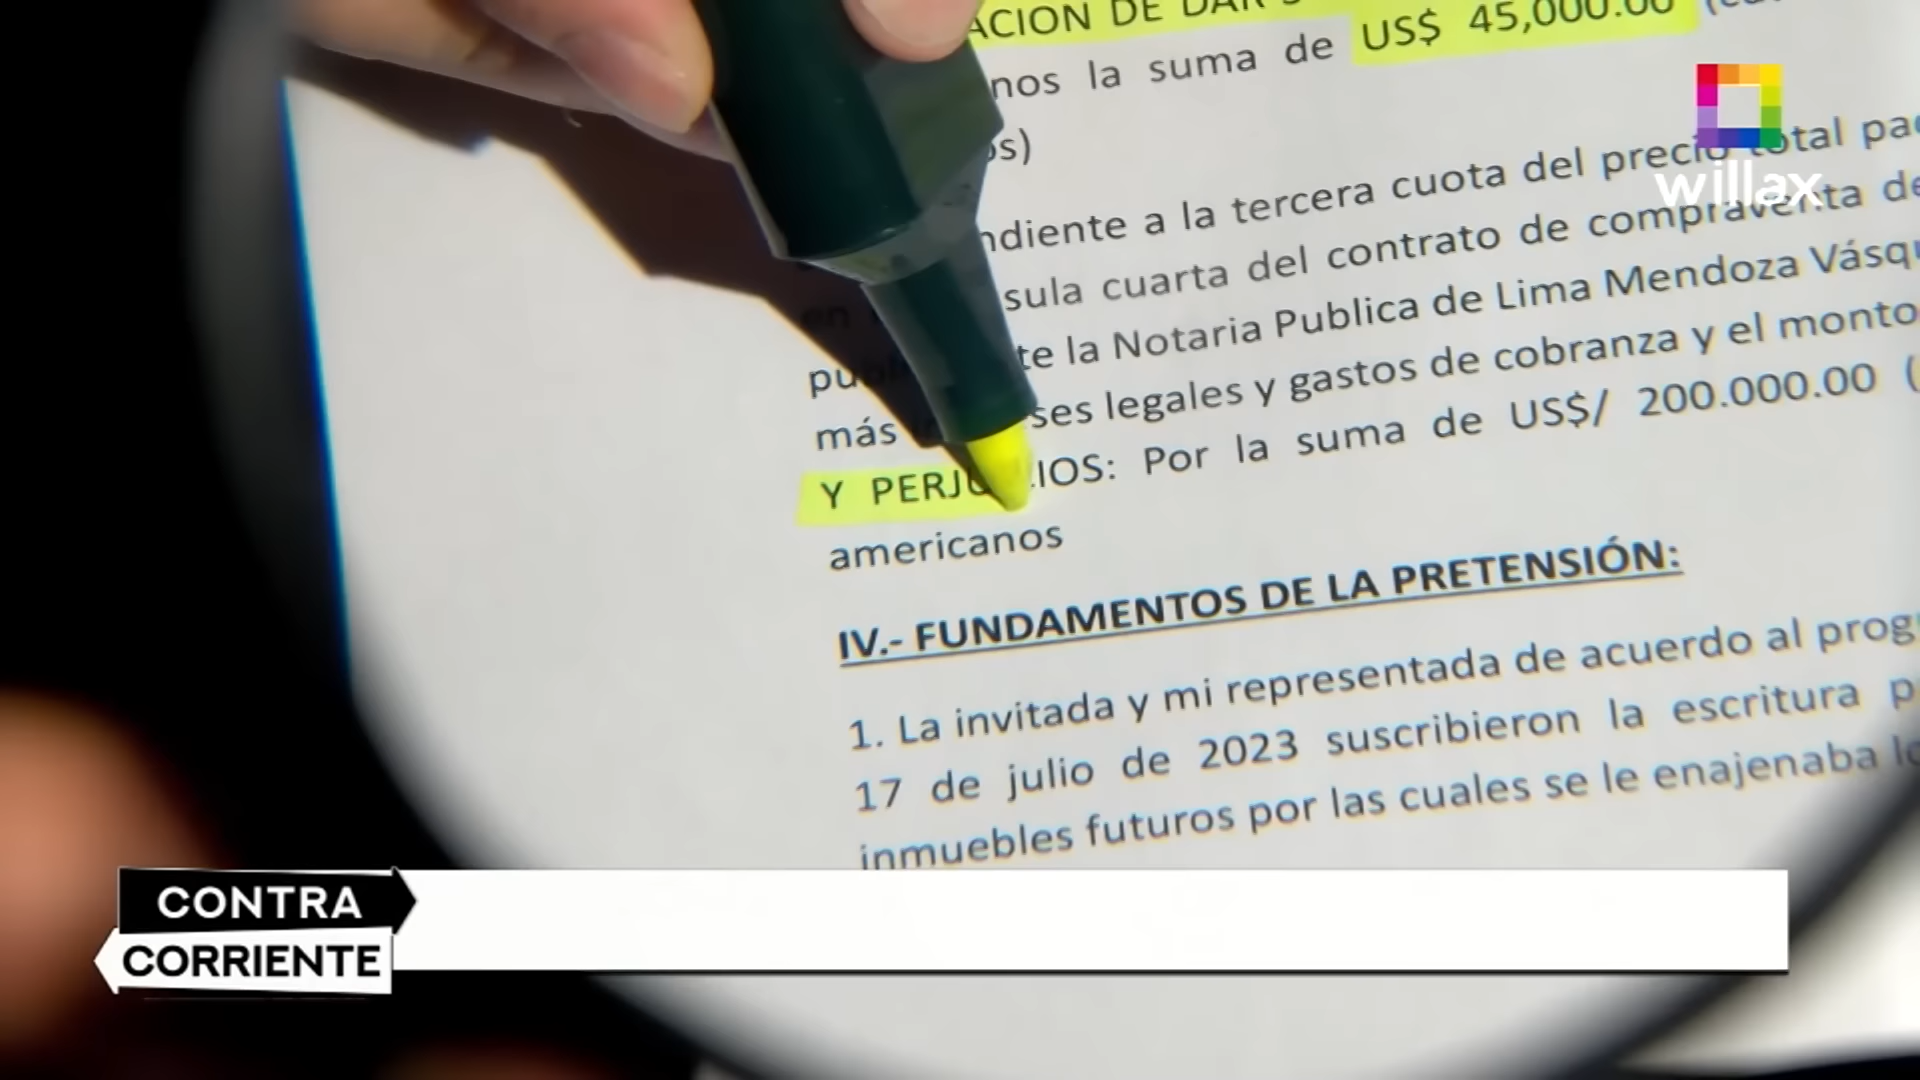 ACION DE DAR US$ 45,000.00
nos la suma de
os)
ndiente a la tercera cuota del precio total pa
sula cuarta del contrato de compraventa de
te la Notaria Publica de Lima Mendoza Vásqu
más ses legales y gastos de cobranza y el monto
Y PERJU IOS: Por la suma de US$/ 200.000.00 (
americanos
IV.- FUNDAMENTOS DE LA PRETENSIÓN:
1. La invitada y mi representada de acuerdo al prog
17 de julio de 2023 suscribieron la escritura p
inmuebles futuros por las cuales se le enajenaba lo
willax
CONTRA
CORRIENTE